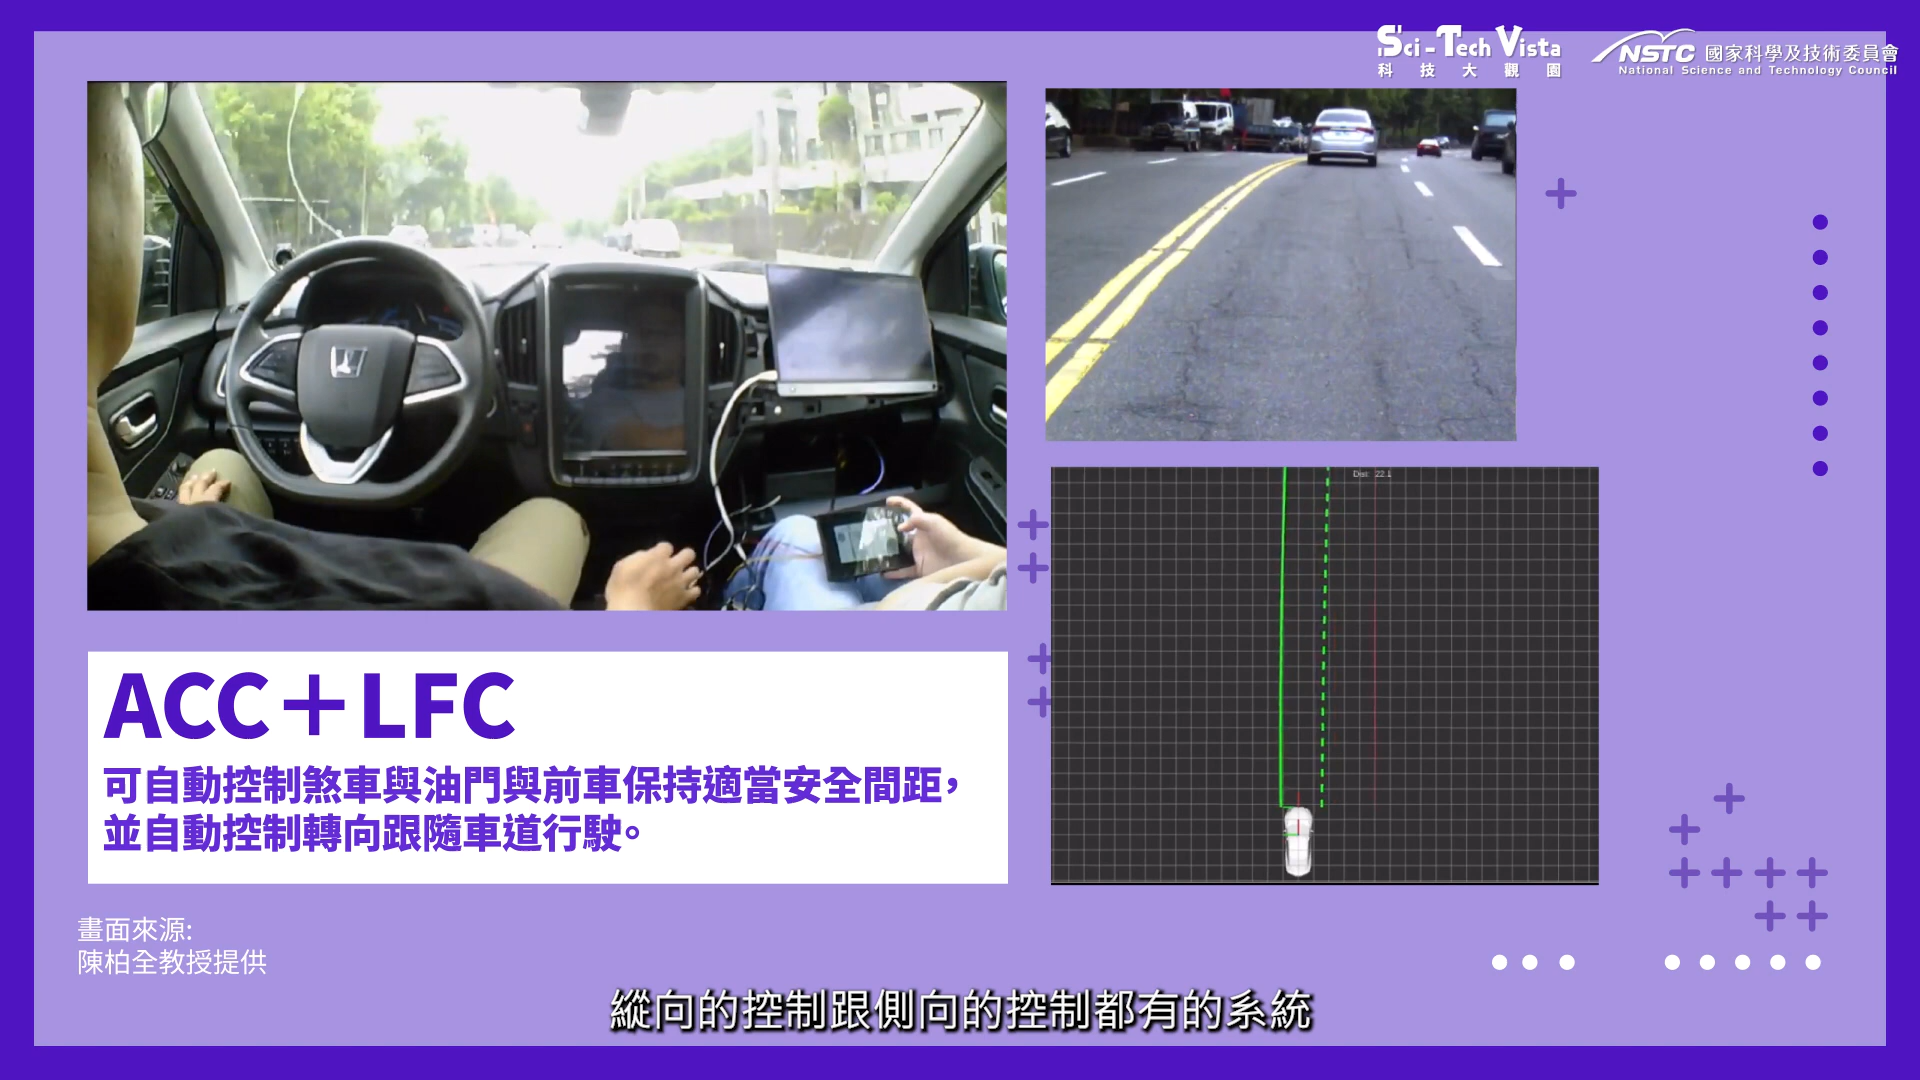 Sci-Tech Vista
科技大觀園
NSTC 國家科學及技術委員會
National Science and Technology Council
Dist: 22.1
ACC＋LFC
可自動控制煞車與油門與前車保持適當安全間距，
並自動控制轉向跟隨車道行駛。
畫面來源:
陳柏全教授提供
縱向的控制跟側向的控制都有的系統